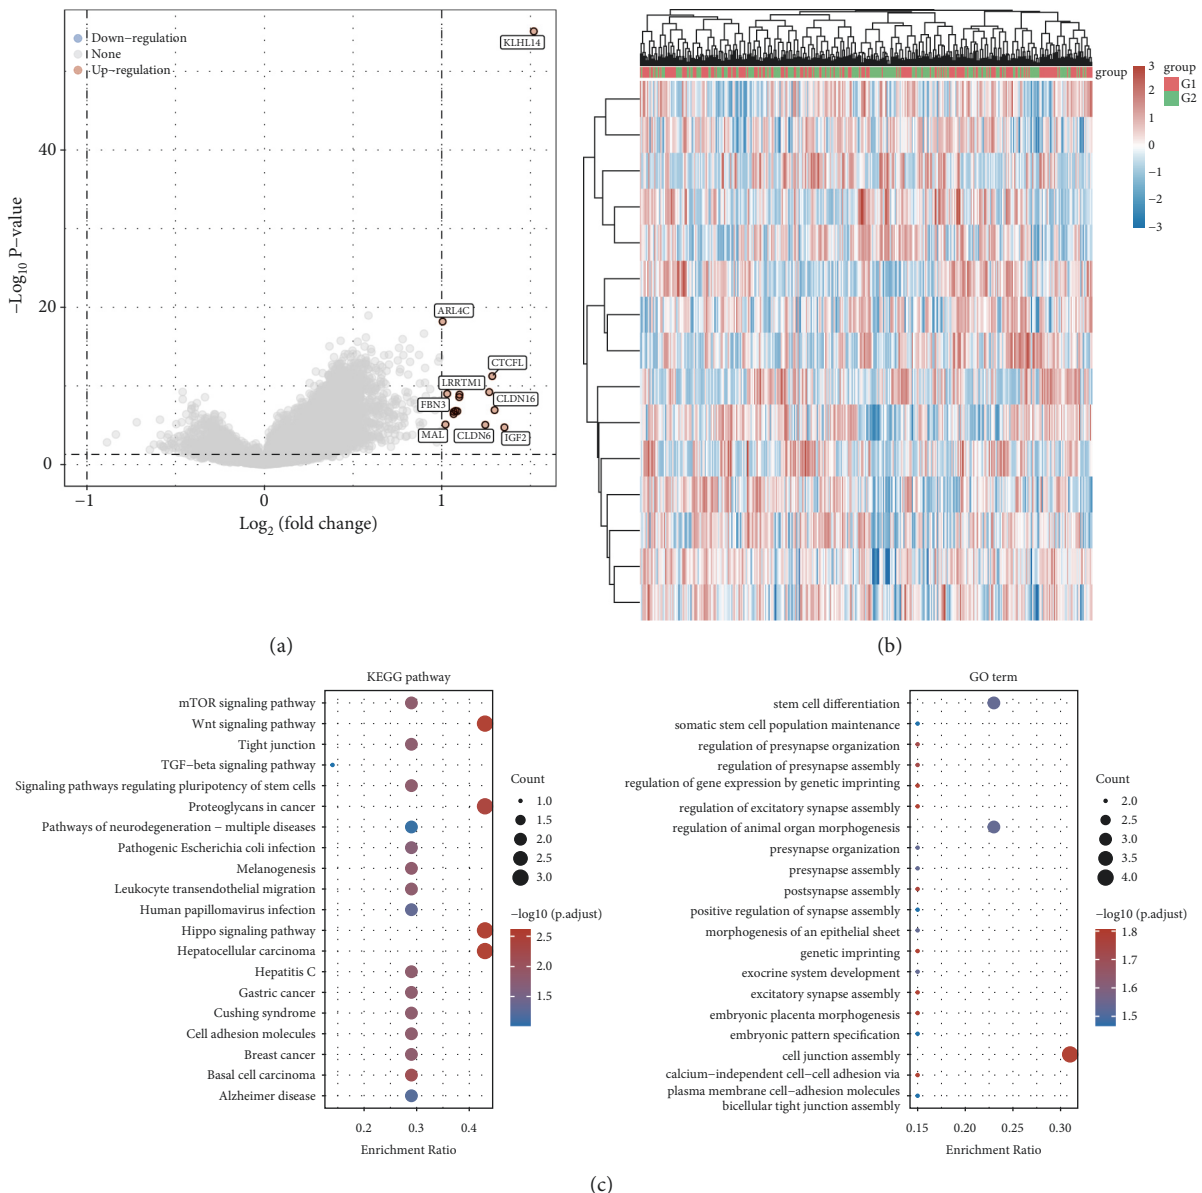 Down−regulation
None
Up−regulation
KLHL14
ARL4C
CTCFL
LRRTM1
FBN3
CLDN16
MAL
CLDN6
IGF2
40
20
0
−Log10 P−value
−1
0
1
Log2 (fold change)
(a)
group
3
2
1
0
−1
−2
−3
group
G1
G2
(b)
KEGG pathway
mTOR signaling pathway
Wnt signaling pathway
Tight junction
TGF−beta signaling pathway
Signaling pathways regulating pluripotency of stem cells
Proteoglycans in cancer
Pathways of neurodegeneration − multiple diseases
Pathogenic Escherichia coli infection
Melanogenesis
Leukocyte transendothelial migration
Human papillomavirus infection
Hippo signaling pathway
Hepatocellular carcinoma
Hepatitis C
Gastric cancer
Cushing syndrome
Cell adhesion molecules
Breast cancer
Basal cell carcinoma
Alzheimer disease
0.2
0.3
0.4
Enrichment Ratio
Count
1.0
1.5
2.0
2.5
3.0
−log10 (p.adjust)
2.5
2.0
1.5
GO term
stem cell differentiation
somatic stem cell population maintenance
regulation of presynapse organization
regulation of presynapse assembly
regulation of gene expression by genetic imprinting
regulation of excitatory synapse assembly
regulation of animal organ morphogenesis
presynapse organization
presynapse assembly
postsynapse assembly
positive regulation of synapse assembly
morphogenesis of an epithelial sheet
genetic imprinting
exocrine system development
excitatory synapse assembly
embryonic placenta morphogenesis
embryonic pattern specification
cell junction assembly
calcium−independent cell−cell adhesion via
plasma membrane cell−adhesion molecules
bicellular tight junction assembly
0.15
0.20
0.25
0.30
Enrichment Ratio
Count
2.0
2.5
3.0
3.5
4.0
−log10 (p.adjust)
1.8
1.7
1.6
1.5
(c)